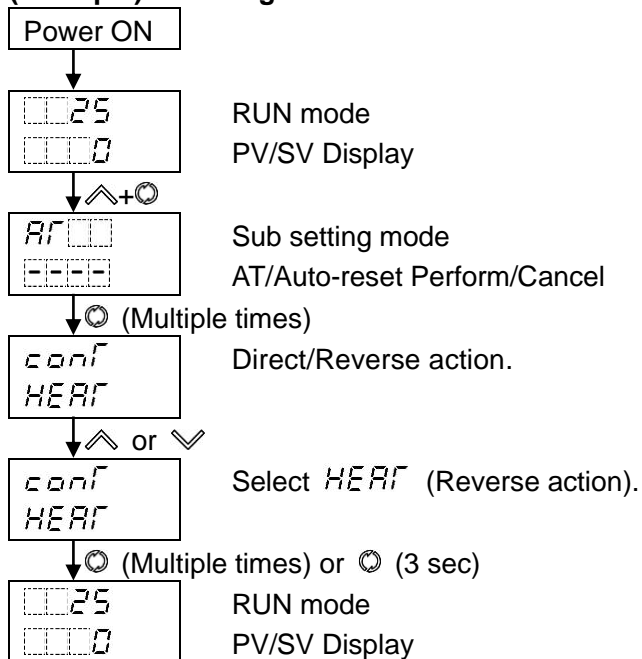 Power ON
25 RUN mode
0 PV/SV Display
+
AT Sub setting mode
---- AT/Auto-reset Perform/Cancel
(Multiple times)
conT Direct/Reverse action.
HEAT
or
conT Select HEAT (Reverse action).
HEAT
(Multiple times) or (3 sec)
25 RUN mode
0 PV/SV Display